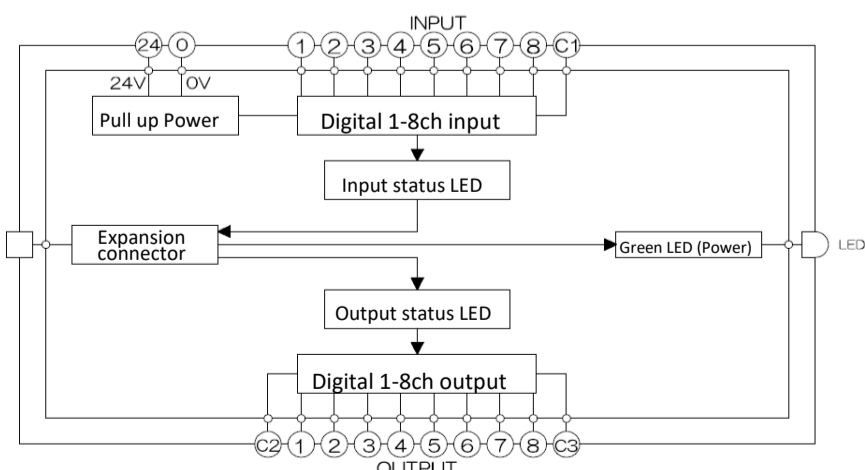 INPUT
24 0 1 2 3 4 5 6 7 8 C1
24V 0V
Pull up Power
Digital 1-8ch input
Input status LED
Expansion
connector
Green LED (Power)
LED
Output status LED
Digital 1-8ch output
C2 1 2 3 4 5 6 7 8 C3
OUTPUT